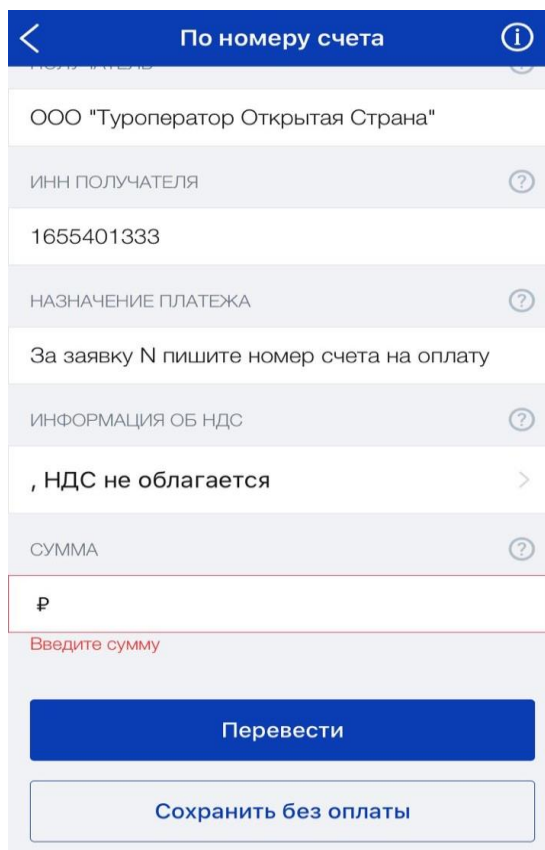 По номеру счета
ПОЛУЧАТЕЛЬ
ООО "Туроператор Открытая Страна"
ИНН ПОЛУЧАТЕЛЯ
1655401333
НАЗНАЧЕНИЕ ПЛАТЕЖА
За заявку N пишите номер счета на оплату
ИНФОРМАЦИЯ ОБ НДС
, НДС не облагается
СУММА
₽
Введите сумму
Перевести
Сохранить без оплаты